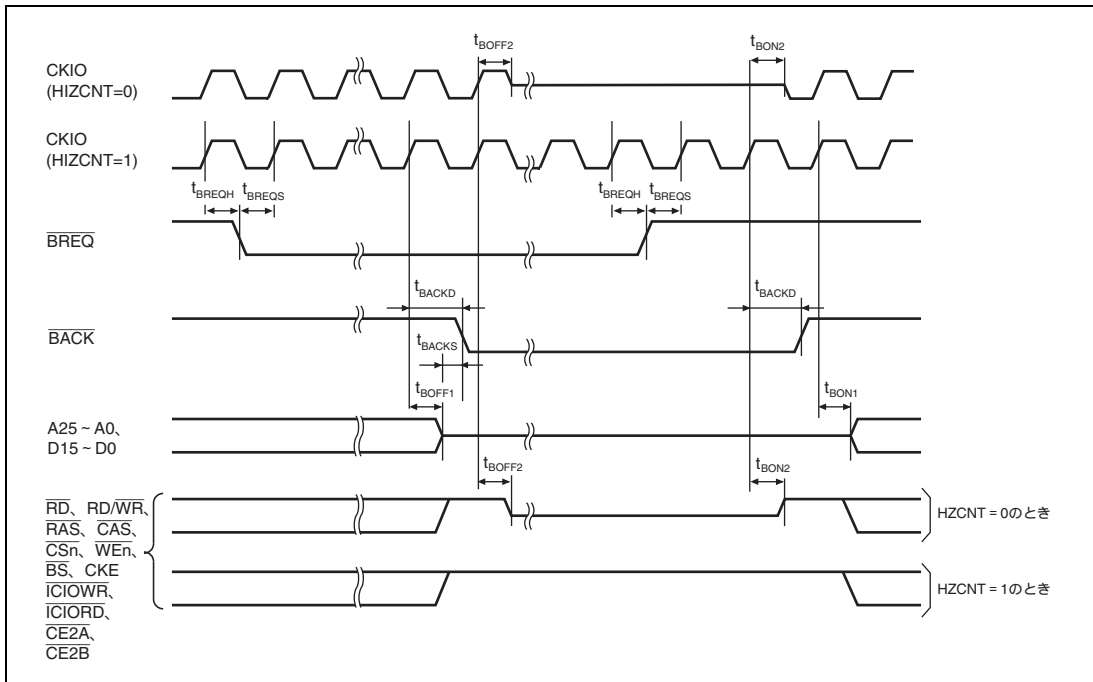 tBOFF2
tBON2
CKIO
(HIZCNT=0)
CKIO
(HIZCNT=1)
tBREQH
tBREQS
tBREQH
tBREQS
BREQ
tBACKD
tBACKD
BACK
tBACKS
tBOFF1
tBON1
A25 ~ A0、
D15 ~ D0
tBOFF2
tBON2
RD、RD/WR、
RAS、CAS、
CSn、WEn、
BS、CKE
ICIOWR、
ICIORD、
CE2A、
CE2B
HZCNT = 0のとき
HZCNT = 1のとき